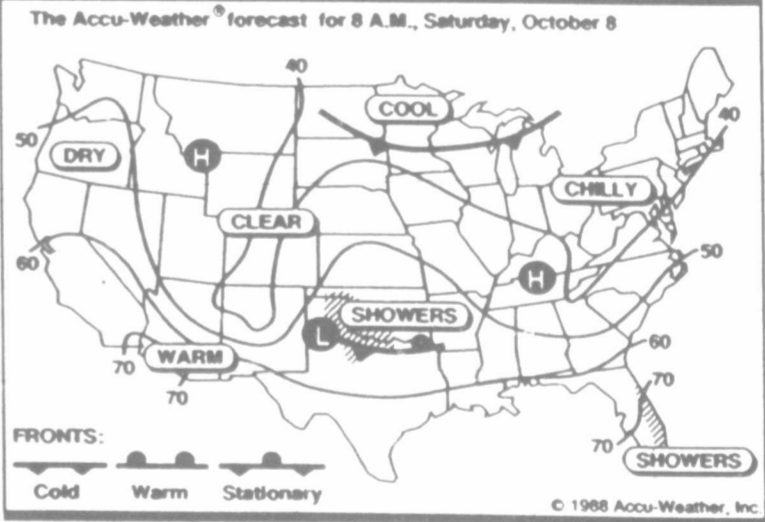 The Accu-Weather® forecast for 8 A.M., Saturday, October 8
40
COOL
40
50
DRY
H
CHILLY
CLEAR
60
H
50
SHOWERS
L
WARM
70
70
60
70
70
SHOWERS
FRONTS:
Cold Warm Stationary
© 1988 Accu-Weather, Inc.